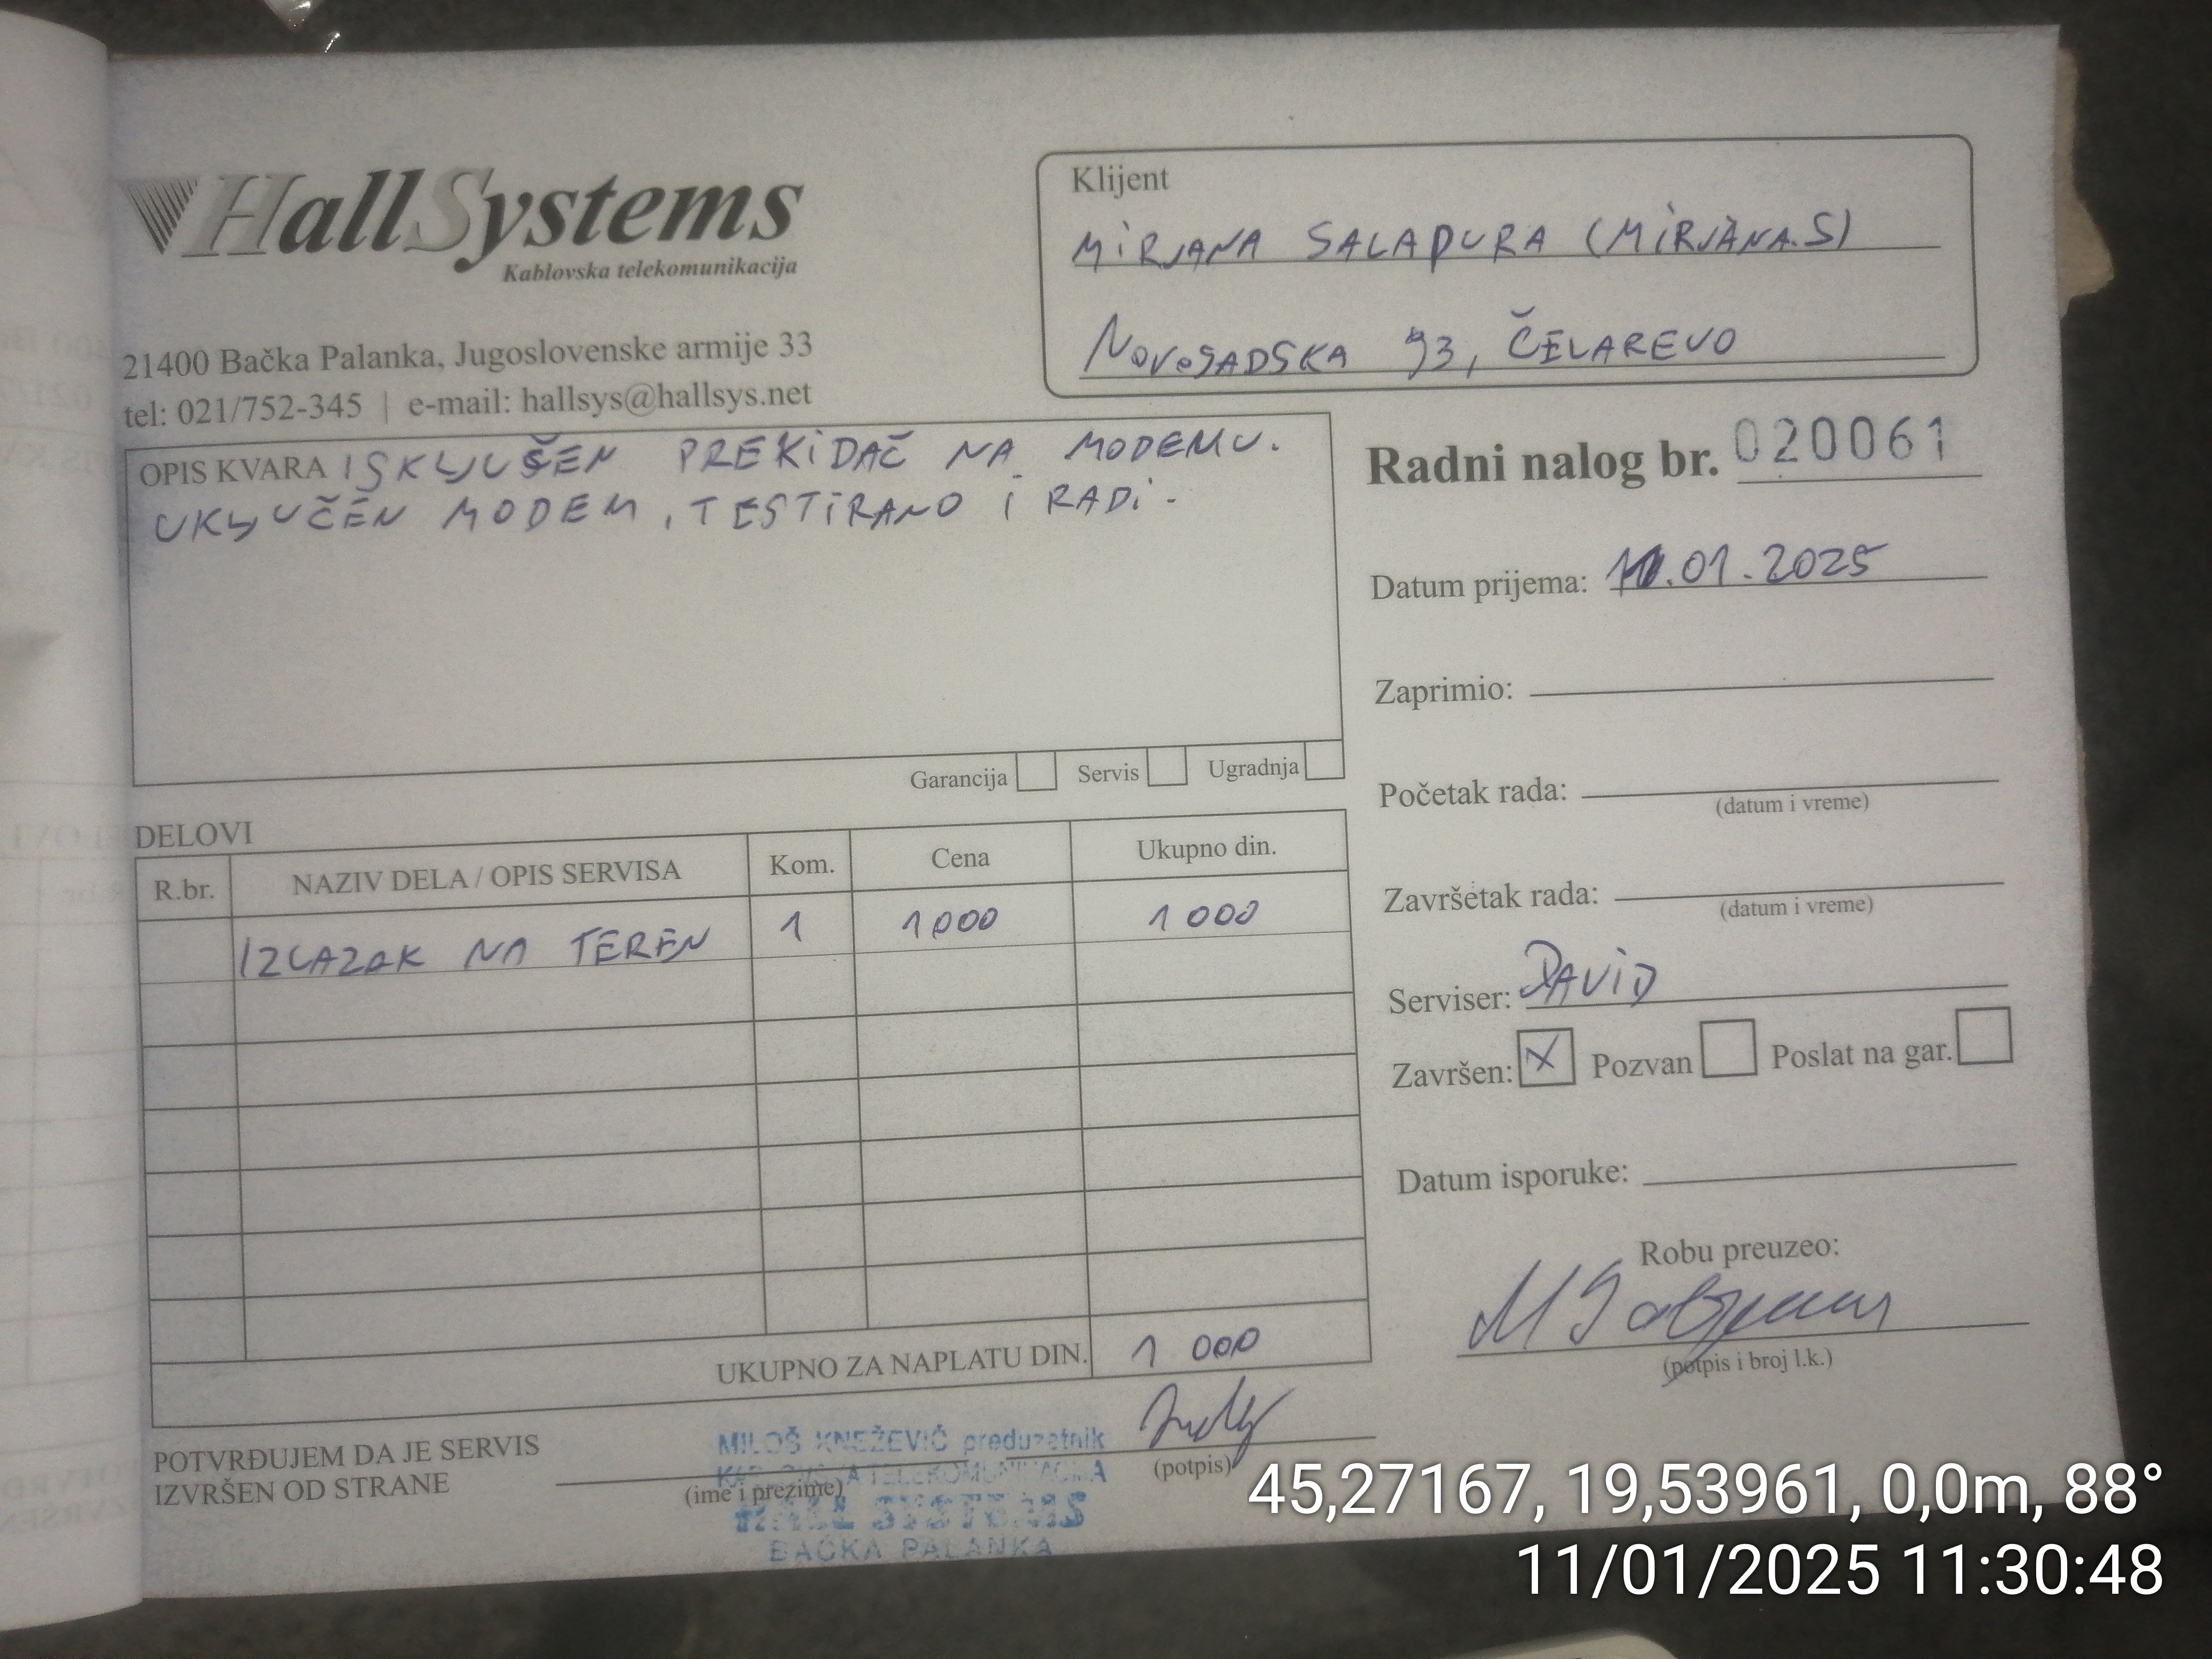 HallSystems
Kablovska telekomunikacija
21400 Bačka Palanka, Jugoslovenske armije 33
tel: 021/752-345 | e-mail: hallsys@hallsys.net
Klijent
MIRJANA SALAPURA (MIRJANA.S)
NOVOSADSKA 93, ČELAREVO
OPIS KVARA ISKLJUČEN PREKIDAČ NA MODEMU.
UKLJUČEN MODEM, TESTIRANO I RADI.
Garancija Servis Ugradnja
Radni nalog br. 020061
Datum prijema: 11.01.2025
Zaprimio:
Početak rada:
(datum i vreme)
Završetak rada:
(datum i vreme)
Serviser: DAVID
Završen: X Pozvan Poslat na gar.
Datum isporuke:
Robu preuzeo:
(potpis i broj l.k.)
DELOVI
R.br. NAZIV DELA / OPIS SERVISA Kom. Cena Ukupno din.
IZLAZAK NA TEREN 1 1000 1000
UKUPNO ZA NAPLATU DIN. 1000
POTVRĐUJEM DA JE SERVIS
IZVRŠEN OD STRANE
(ime i prezime)
(potpis)
MILOŠ KNEŽEVIĆ preduzetnik
KABLOVSKA TELEKOMUNIKACIJA
HALL SYSTEMS
BAČKA PALANKA
45,27167, 19,53961, 0,0m, 88°
11/01/2025 11:30:48